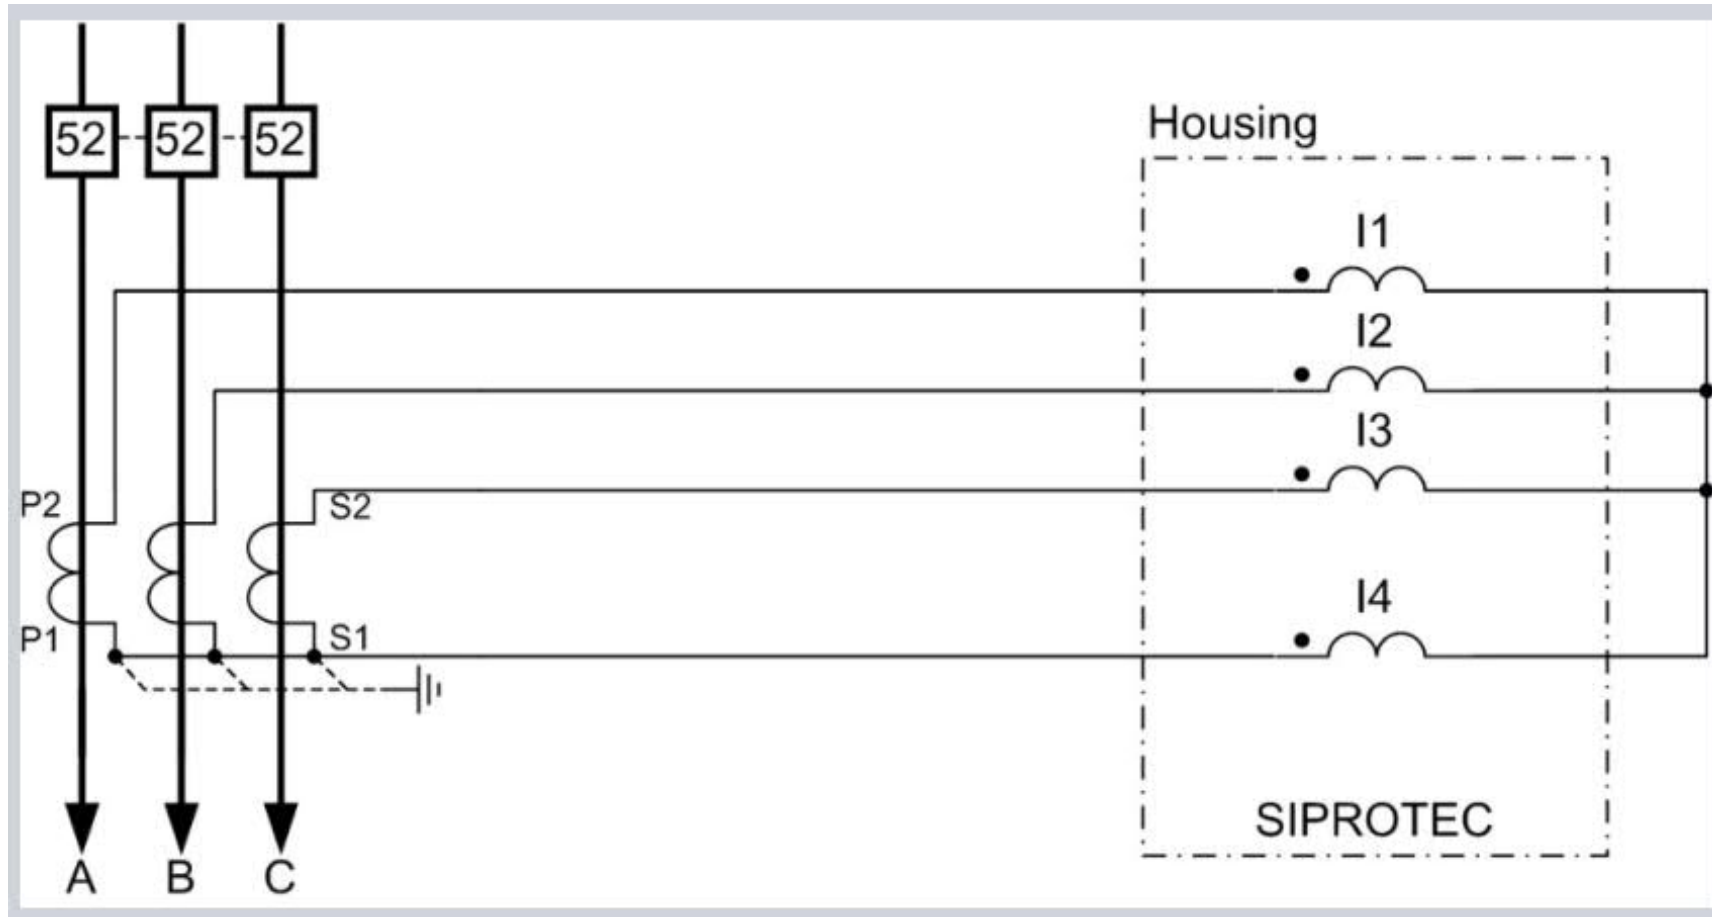 52 52 52
Housing
I1
I2
I3
P2 S2
I4
P1 S1
SIPROTEC
A B C